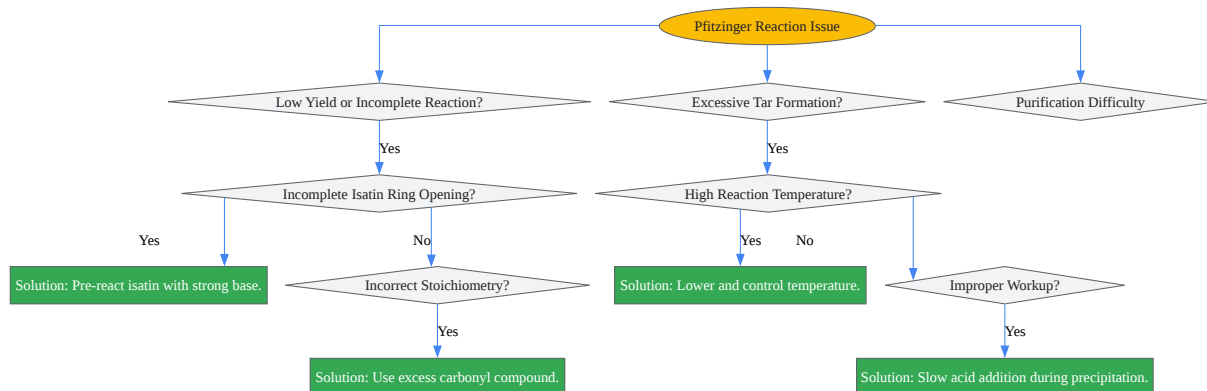 Pfitzinger Reaction Issue
Low Yield or Incomplete Reaction?
Excessive Tar Formation?
Purification Difficulty
Yes
Yes
Incomplete Isatin Ring Opening?
High Reaction Temperature?
Yes
No
Yes
No
Solution: Pre-react isatin with strong base.
Incorrect Stoichiometry?
Solution: Lower and control temperature.
Improper Workup?
Yes
Yes
Solution: Use excess carbonyl compound.
Solution: Slow acid addition during precipitation.